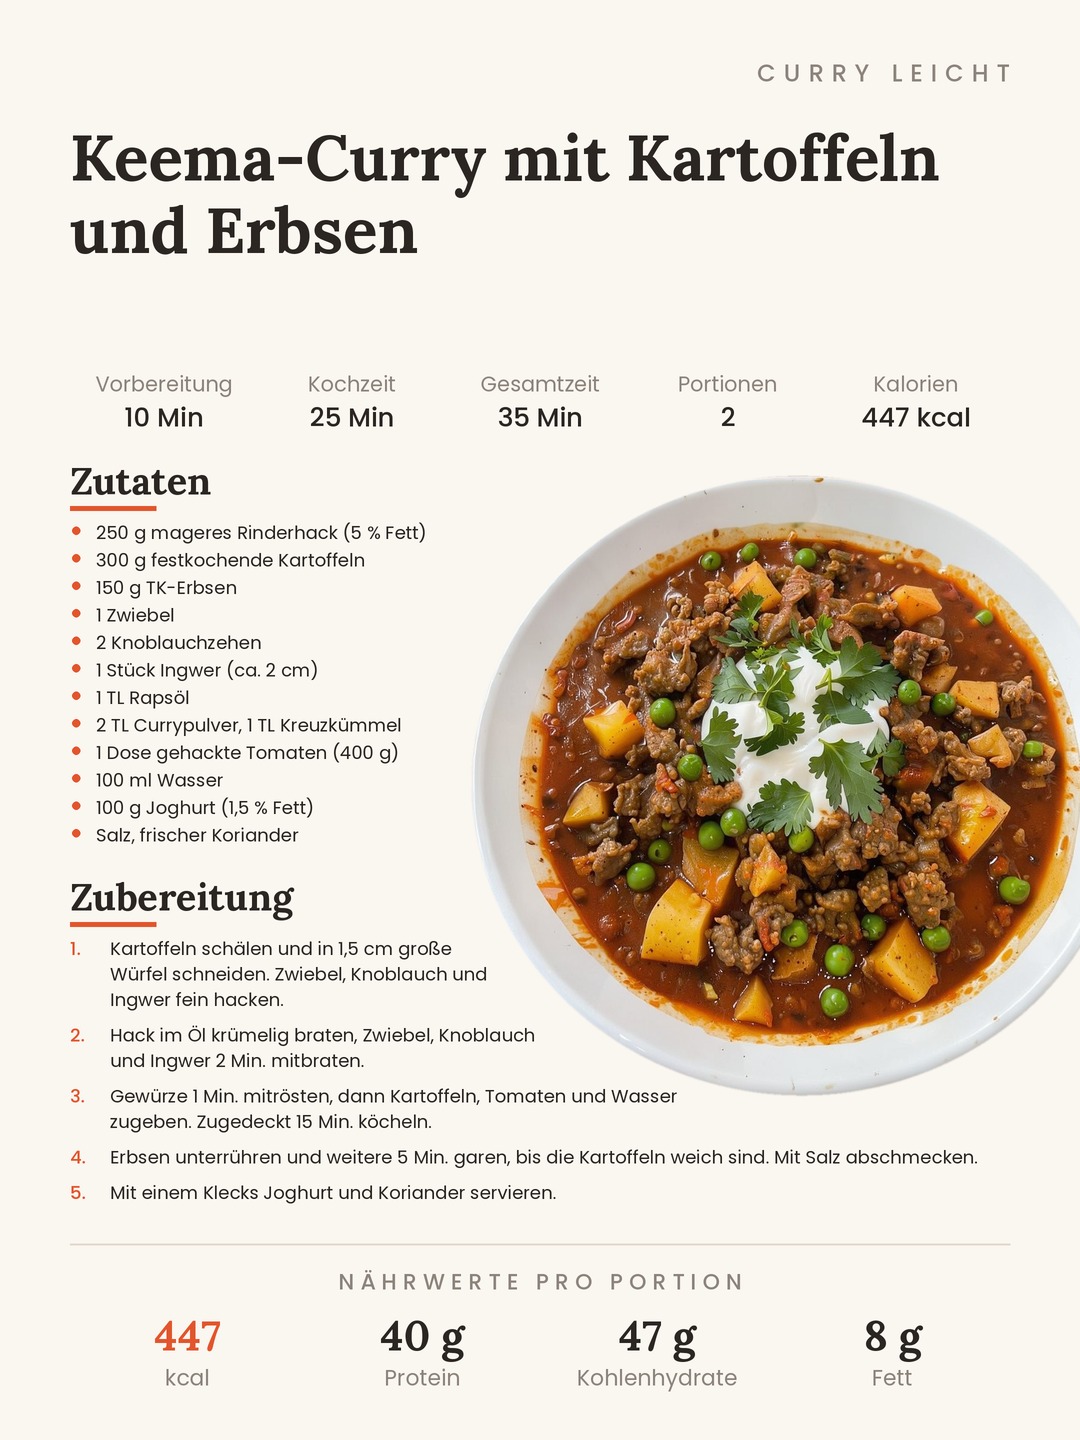 CURRY LEICHT
Keema-Curry mit Kartoffeln
und Erbsen
Vorbereitung
10 Min
Kochzeit
25 Min
Gesamtzeit
35 Min
Portionen
2
Kalorien
447 kcal
Zutaten
250 g mageres Rinderhack (5 % Fett)
300 g festkochende Kartoffeln
150 g TK-Erbsen
1 Zwiebel
2 Knoblauchzehen
1 Stück Ingwer (ca. 2 cm)
1 TL Rapsöl
2 TL Currypulver, 1 TL Kreuzkümmel
1 Dose gehackte Tomaten (400 g)
100 ml Wasser
100 g Joghurt (1,5 % Fett)
Salz, frischer Koriander
Zubereitung
1. Kartoffeln schälen und in 1,5 cm große
Würfel schneiden. Zwiebel, Knoblauch und
Ingwer fein hacken.
2. Hack im Öl krümelig braten, Zwiebel, Knoblauch
und Ingwer 2 Min. mitbraten.
3. Gewürze 1 Min. mitrösten, dann Kartoffeln, Tomaten und Wasser
zugeben. Zugedeckt 15 Min. köcheln.
4. Erbsen unterrühren und weitere 5 Min. garen, bis die Kartoffeln weich sind. Mit Salz abschmecken.
5. Mit einem Klecks Joghurt und Koriander servieren.
NÄHRWERTE PRO PORTION
447
kcal
40 g
Protein
47 g
Kohlenhydrate
8 g
Fett